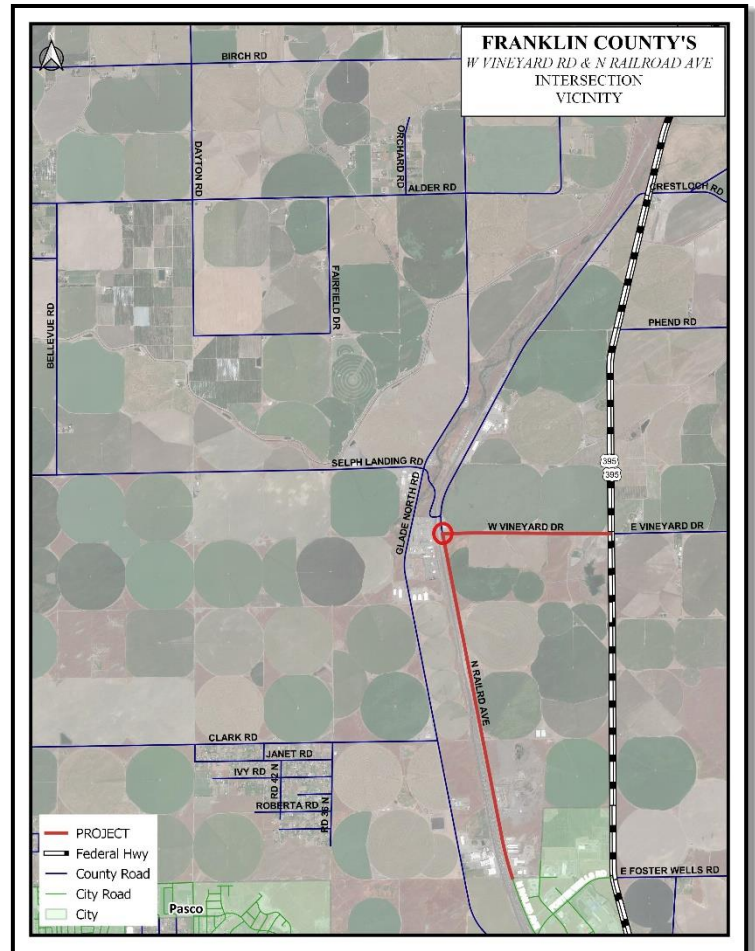 FRANKLIN COUNTY'S
W VINEYARD RD & N RAILROAD AVE
INTERSECTION
VICINITY
BIRCH RD
DAYTON RD
ORCHARD RD
ALDER RD
CRESTLOCH RD
BELLEVUE RD
FAIRFIELD DR
PHEND RD
SELPH LANDING RD
395
395
GLADE NORTH RD
W VINEYARD DR
E VINEYARD DR
N RAILRD AVE
CLARK RD
JANET RD
IVY RD
RD 42 N
ROBERTA RD
RD 36 N
E FOSTER WELLS RD
PROJECT
Federal Hwy
County Road
City Road
City
Pasco